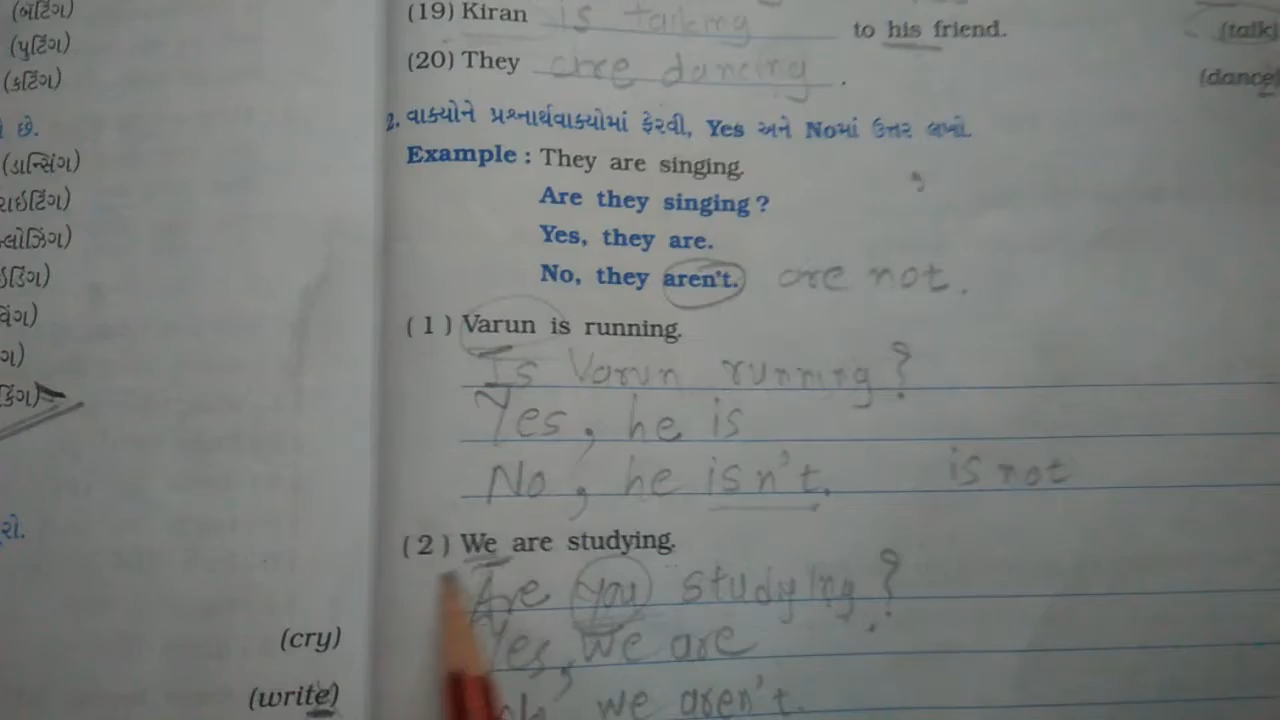 (બૅટિંગ)
(પુટિંગ)
(કટિંગ)
છે.
(ડાન્સિંગ)
રાઇટિંગ)
ક્લોઝિંગ)
ઇડિંગ)
વિંગ)
ગ)
કિંગ)
રો.
(cry)
(write)
(19) Kiran is talking to his friend. (talk)
(20) They are dancing. (dance)
2. વાક્યોને પ્રશ્નાર્થવાક્યોમાં ફેરવી, Yes અને Noમાં ઉત્તર લખો.
Example : They are singing.
Are they singing ?
Yes, they are.
No, they aren't. are not.
( 1 ) Varun is running.
Is Varun running?
Yes, he is
No, he isn't. is not
( 2 ) We are studying.
Are you studying?
Yes, we are
we aren't.